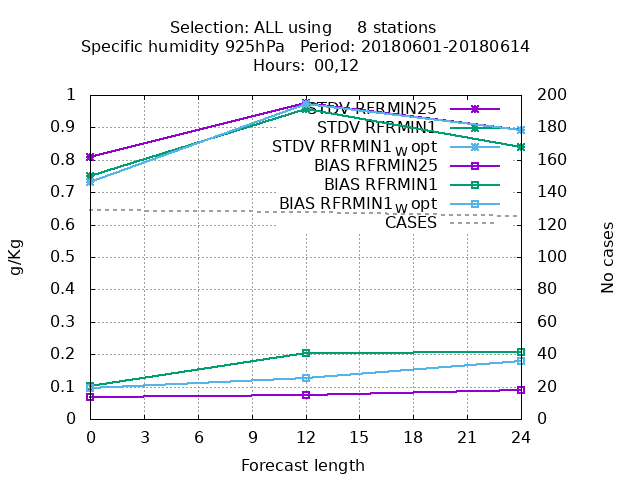 Selection: ALL using 8 stations
Specific humidity 925hPa Period: 20180601-20180614
Hours: 00,12
1 200
0.9 180
0.8 160
0.7 140
0.6 120
0.5 100
0.4 80
0.3 60
0.2 40
0.1 20
0 0
STDV RFRMIN25
STDV RFRMIN1
STDV RFRMIN1w opt
BIAS RFRMIN25
BIAS RFRMIN1
BIAS RFRMIN1w opt
CASES
g/Kg
No cases
0 3 6 9 12 15 18 21 24
Forecast length